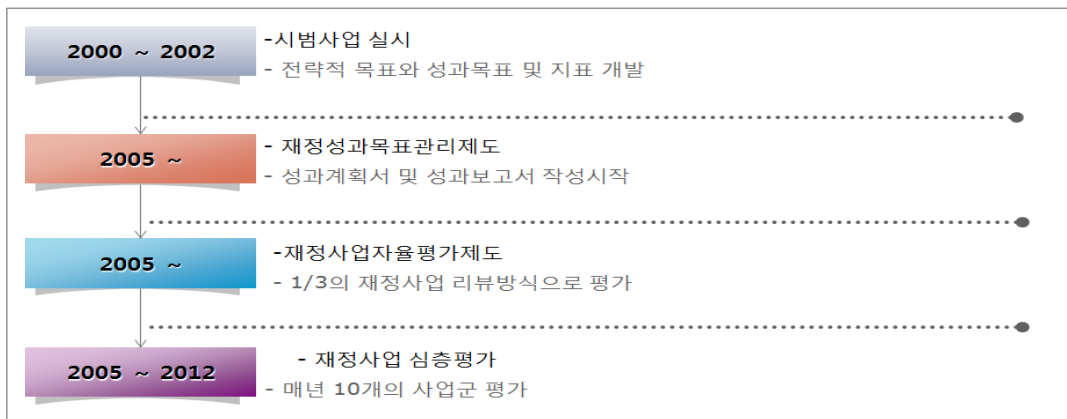 2000 ~ 2002
-시범사업 실시
- 전략적 목표와 성과목표 및 지표 개발
2005 ~
- 재정성과목표관리제도
- 성과계획서 및 성과보고서 작성시작
2005 ~
-재정사업자율평가제도
- 1/3의 재정사업 리뷰방식으로 평가
2005 ~ 2012
- 재정사업 심층평가
- 매년 10개의 사업군 평가